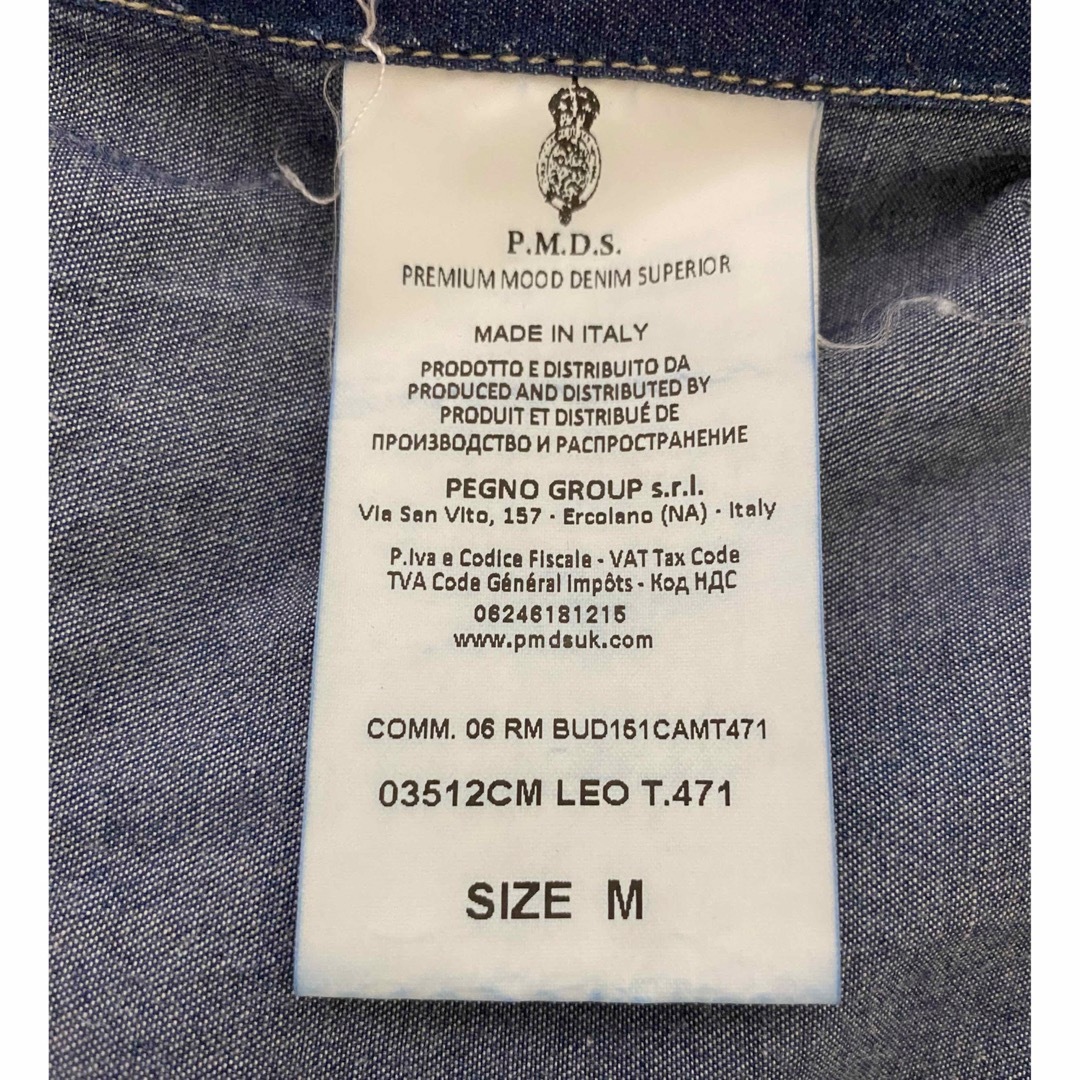 P.M.D.S.
PREMIUM MOOD DENIM SUPERIOR
MADE IN ITALY
PRODOTTO E DISTRIBUITO DA
PRODUCED AND DISTRIBUTED BY
PRODUIT ET DISTRIBUÉ DE
ПРОИЗВОДСТВО И РАСПРОСТРАНЕНИЕ
PEGNO GROUP s.r.l.
Via San Vito, 157 - Ercolano (NA) - Italy
P.Iva e Codice Fiscale - VAT Tax Code
TVA Code Général Impôts - Код НДС
06246181215
www.pmdsuk.com
COMM. 06 RM BUD151CAMT471
03512CM LEO T.471
SIZE M